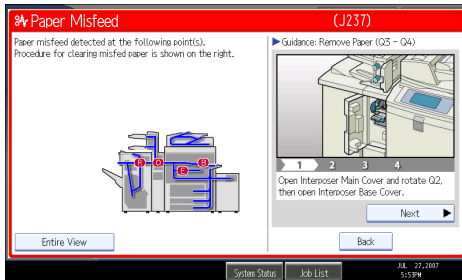 Paper Misfeed
(J237)
Paper misfeed detected at the following point(s).
Procedure for clearing misfed paper is shown on the right.
Guidance: Remove Paper (Q3 - Q4)
R
Q
B
E
1 2 3 4
Open Interposer Main Cover and rotate Q2,
then open Interposer Base Cover.
Next
Entire View
Back
System Status
Job List
JUL 27,2007
5:53PM